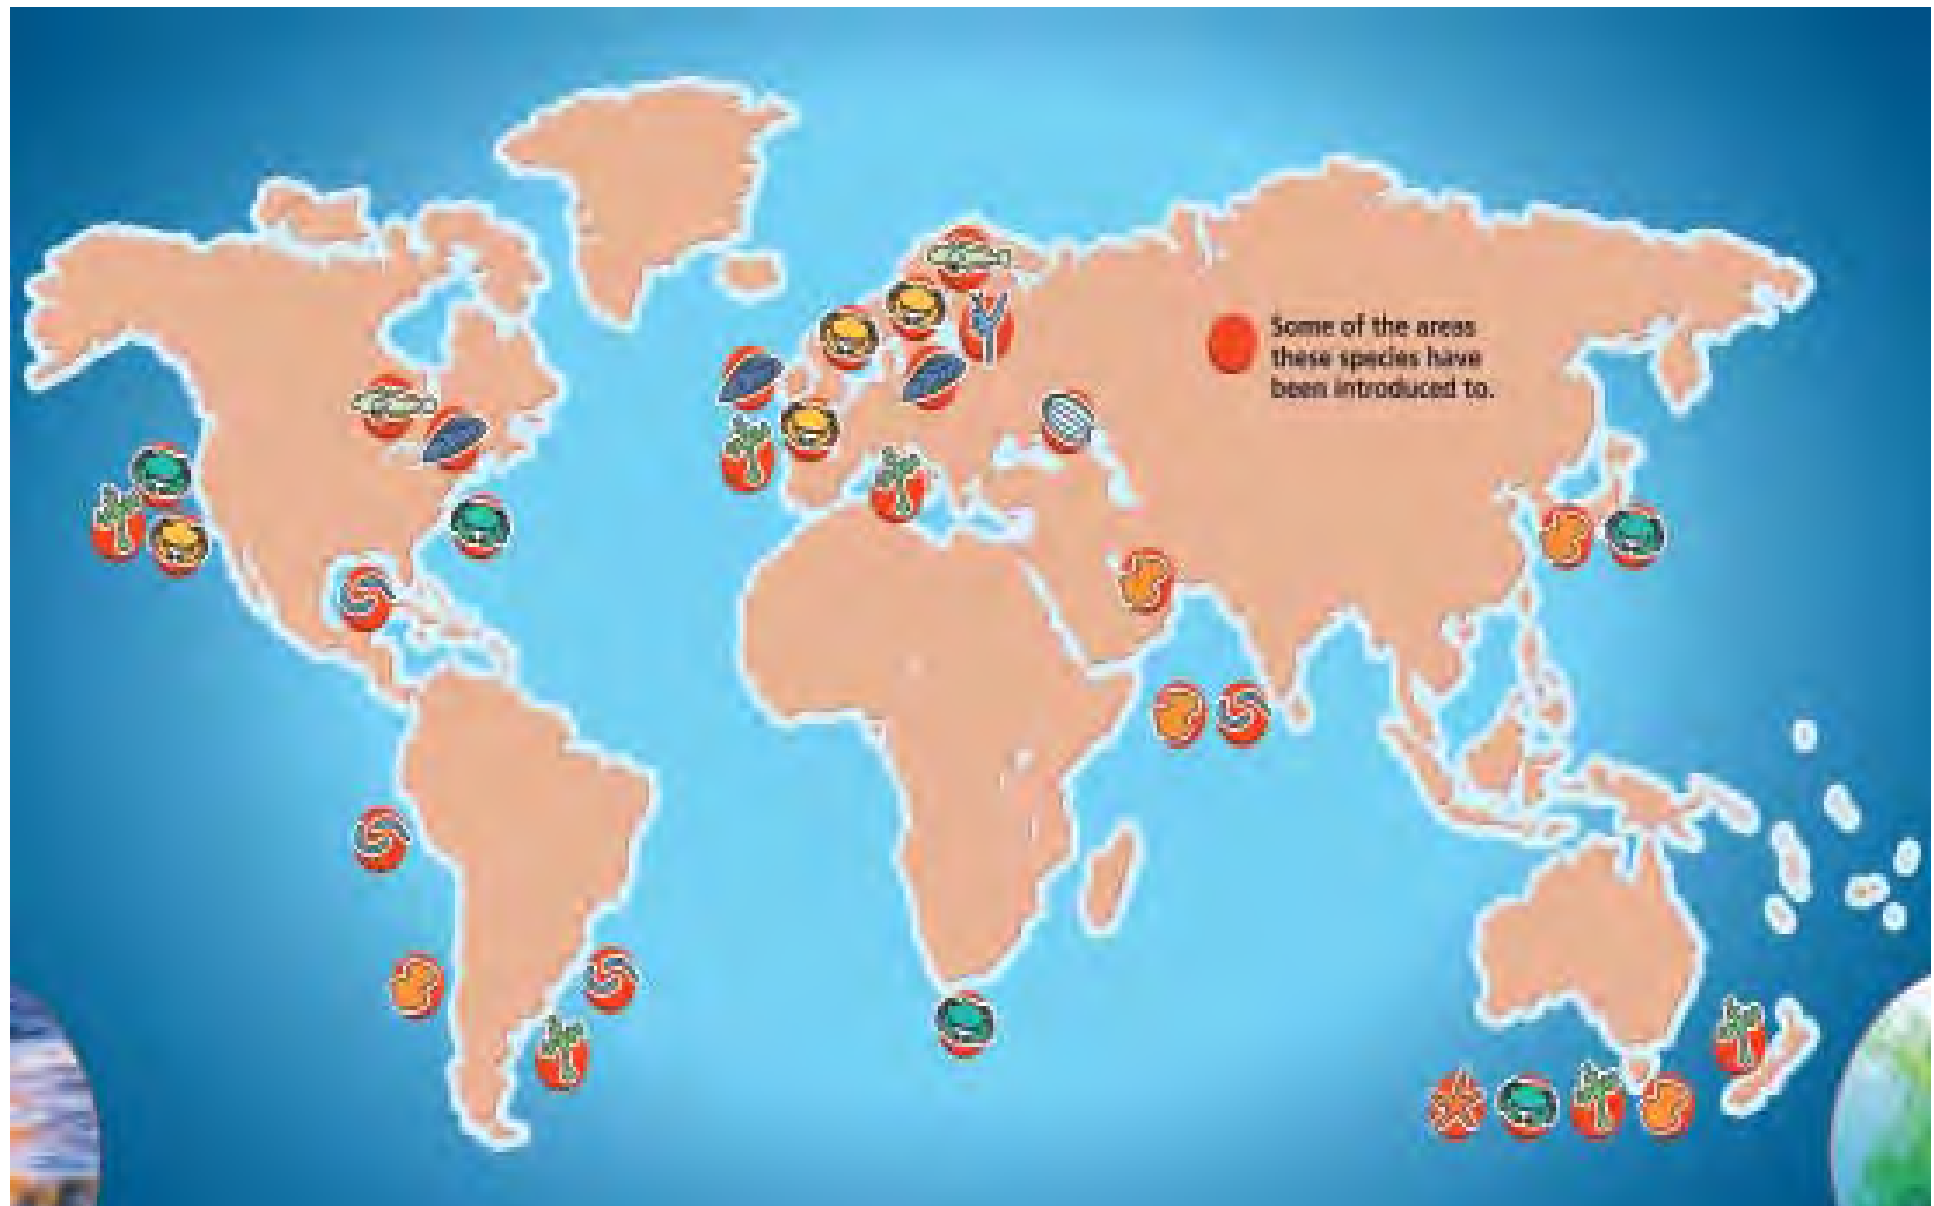 Some of the areas
these species have
been introduced to.